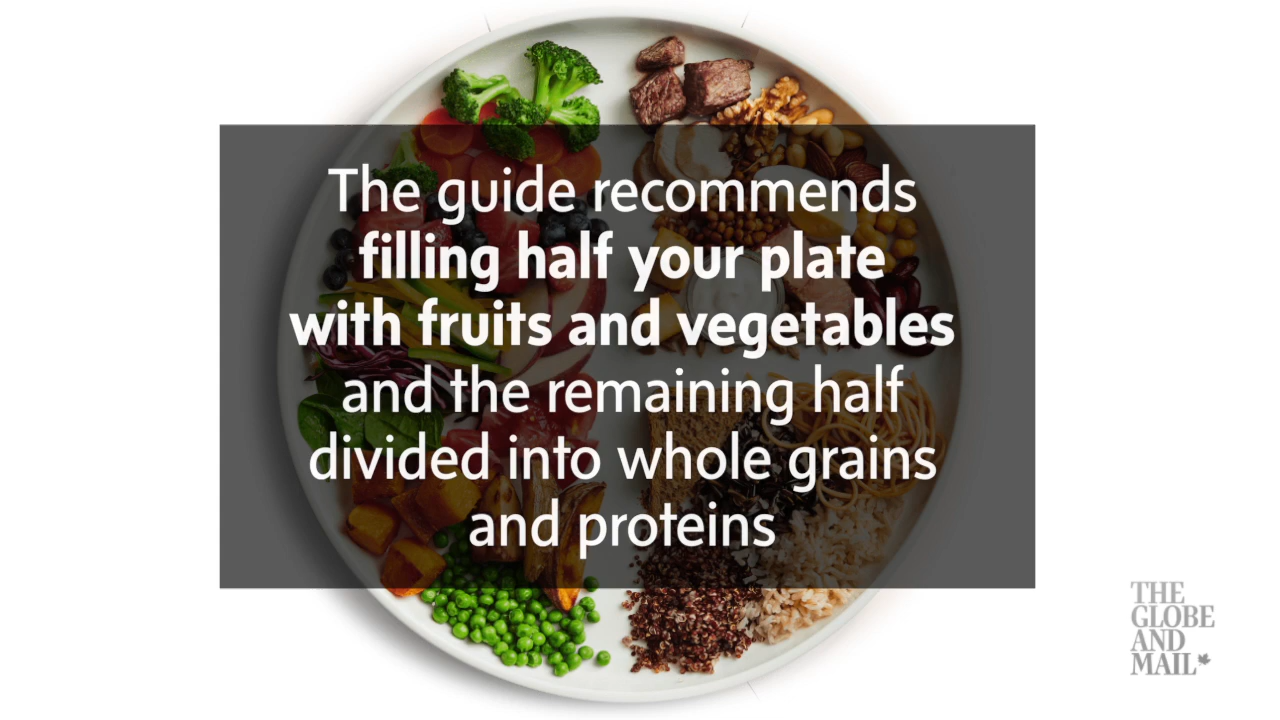 The guide recommends
filling half your plate
with fruits and vegetables
and the remaining half
divided into whole grains
and proteins
THE
GLOBE
AND
MAIL